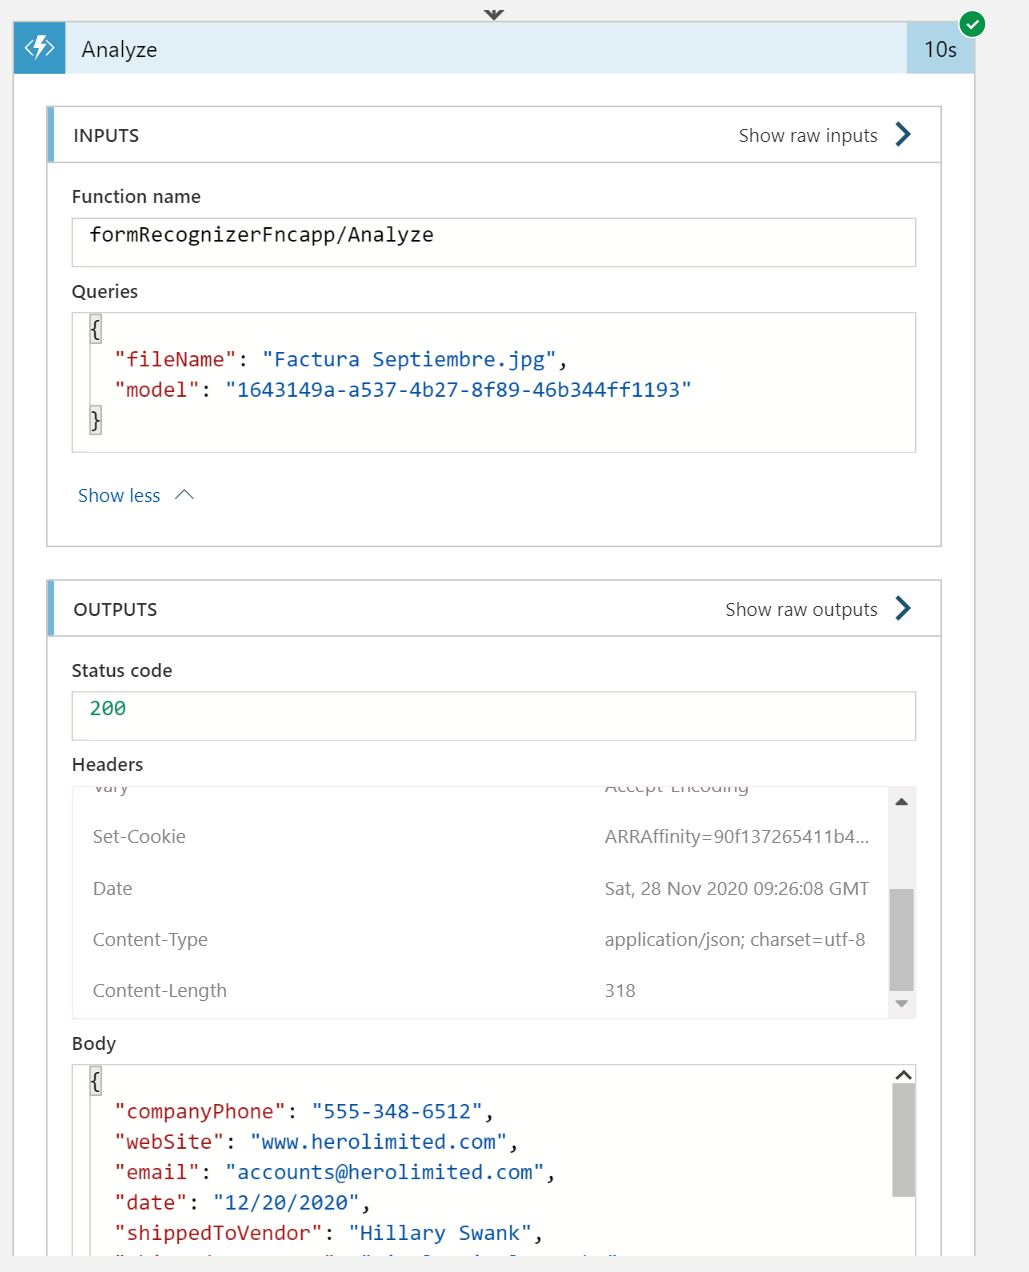 Analyze
10s
INPUTS
Show raw inputs
Function name
formRecognizerFncapp/Analyze
Queries
{
"fileName": "Factura Septiembre.jpg",
"model": "1643149a-a537-4b27-8f89-46b344ff1193"
}
Show less
OUTPUTS
Show raw outputs
Status code
200
Headers
Vary Accept-Encoding
Set-Cookie ARRAffinity=90f137265411b4...
Date Sat, 28 Nov 2020 09:26:08 GMT
Content-Type application/json; charset=utf-8
Content-Length 318
Body
{
"companyPhone": "555-348-6512",
"webSite": "www.herolimited.com",
"email": "accounts@herolimited.com",
"date": "12/20/2020",
"shippedToVendor": "Hillary Swank",